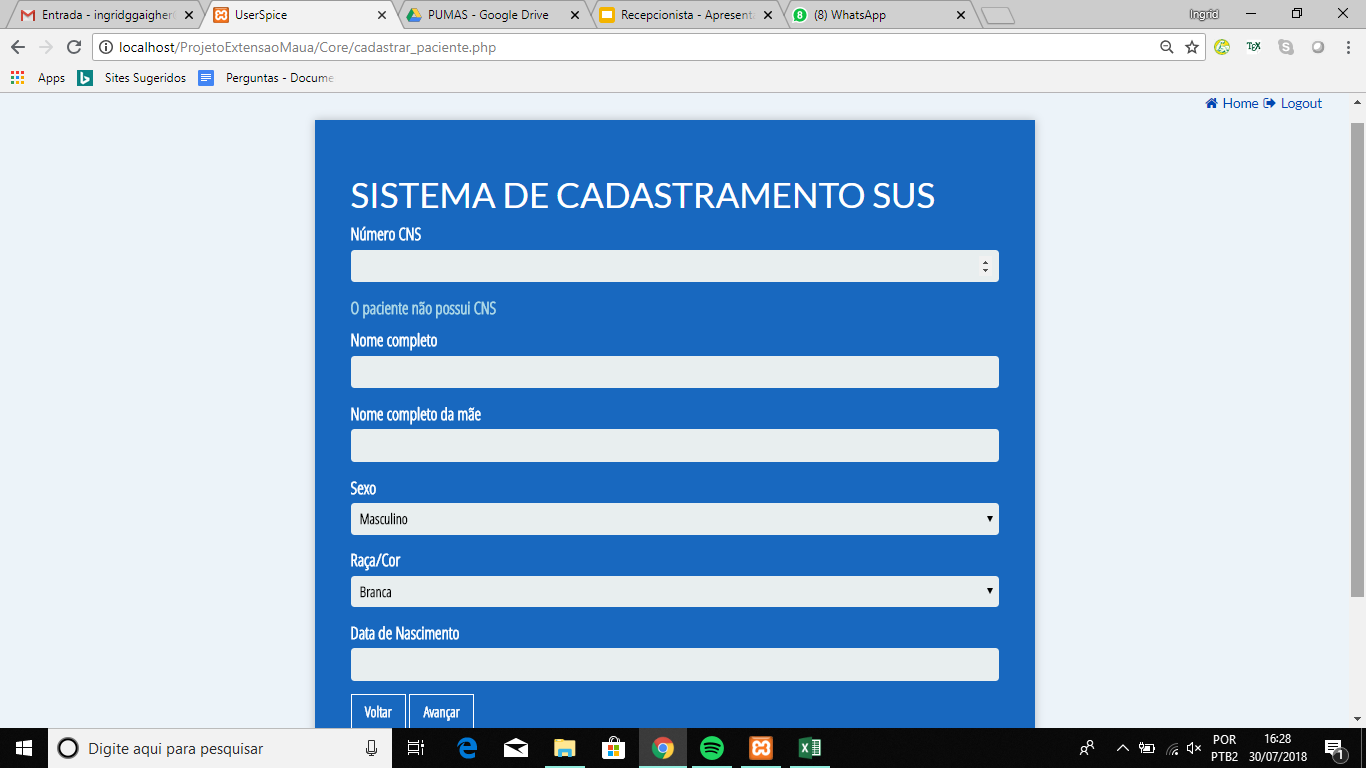 Entrada - ingridggaigher
UserSpice
PUMAS - Google Drive
Recepcionista - Apresent
(8) WhatsApp
Ingrid
localhost/ProjetoExtensaoMaua/Core/cadastrar_paciente.php
Apps
Sites Sugeridos
Perguntas - Docume
Home
Logout
SISTEMA DE CADASTRAMENTO SUS
Número CNS
O paciente não possui CNS
Nome completo
Nome completo da mãe
Sexo
Masculino
Raça/Cor
Branca
Data de Nascimento
Voltar
Avançar
Digite aqui para pesquisar
POR
PTB2
16:28
30/07/2018
1